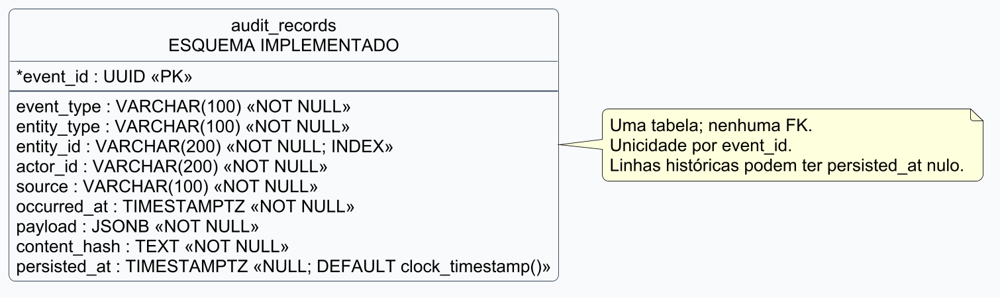 audit_records
ESQUEMA IMPLEMENTADO
*event_id : UUID «PK»
event_type : VARCHAR(100) «NOT NULL»
entity_type : VARCHAR(100) «NOT NULL»
entity_id : VARCHAR(200) «NOT NULL; INDEX»
actor_id : VARCHAR(200) «NOT NULL»
source : VARCHAR(100) «NOT NULL»
occurred_at : TIMESTAMPTZ «NOT NULL»
payload : JSONB «NOT NULL»
content_hash : TEXT «NOT NULL»
persisted_at : TIMESTAMPTZ «NULL; DEFAULT clock_timestamp()»
Uma tabela; nenhuma FK.
Unicidade por event_id.
Linhas históricas podem ter persisted_at nulo.